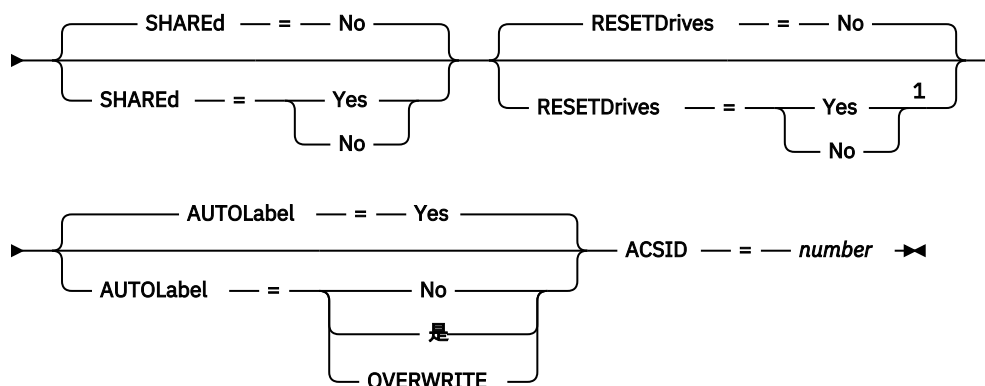 SHAREd = No RESETDrives = No
SHAREd = Yes RESETDrives = Yes 1
No No
AUTOLabel = Yes
ACSID = number
AUTOLabel = No
是
OVERWRITE